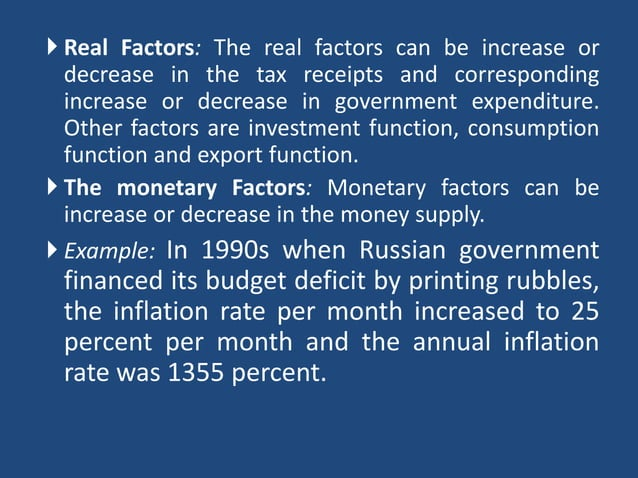 Real Factors: The real factors can be increase or
decrease in the tax receipts and corresponding
increase or decrease in government expenditure.
Other factors are investment function, consumption
function and export function.
The monetary Factors: Monetary factors can be
increase or decrease in the money supply.
Example: In 1990s when Russian government
financed its budget deficit by printing rubbles,
the inflation rate per month increased to 25
percent per month and the annual inflation
rate was 1355 percent.